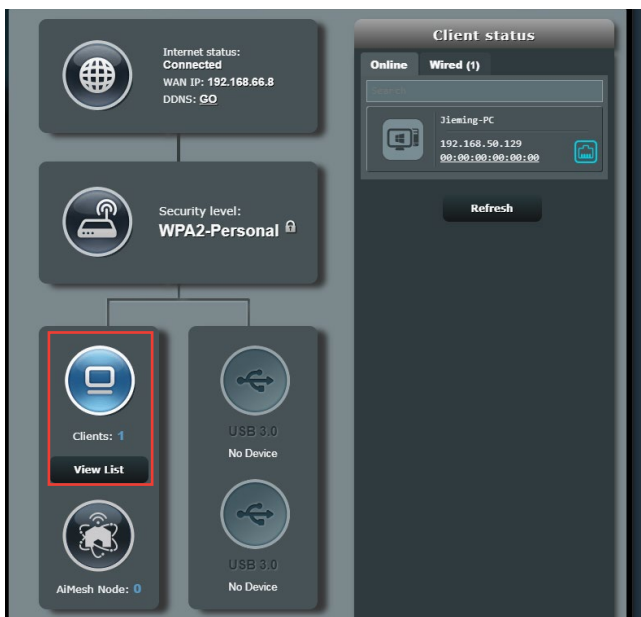 Internet status:
Connected
WAN IP: 192.168.66.8
DDNS: GO
Security level:
WPA2-Personal
Clients: 1
View List
AiMesh Node: 0
USB 3.0
No Device
USB 3.0
No Device
Client status
Online Wired (1)
Search
Jieming-PC
192.168.50.129
00:00:00:00:00:00
Refresh